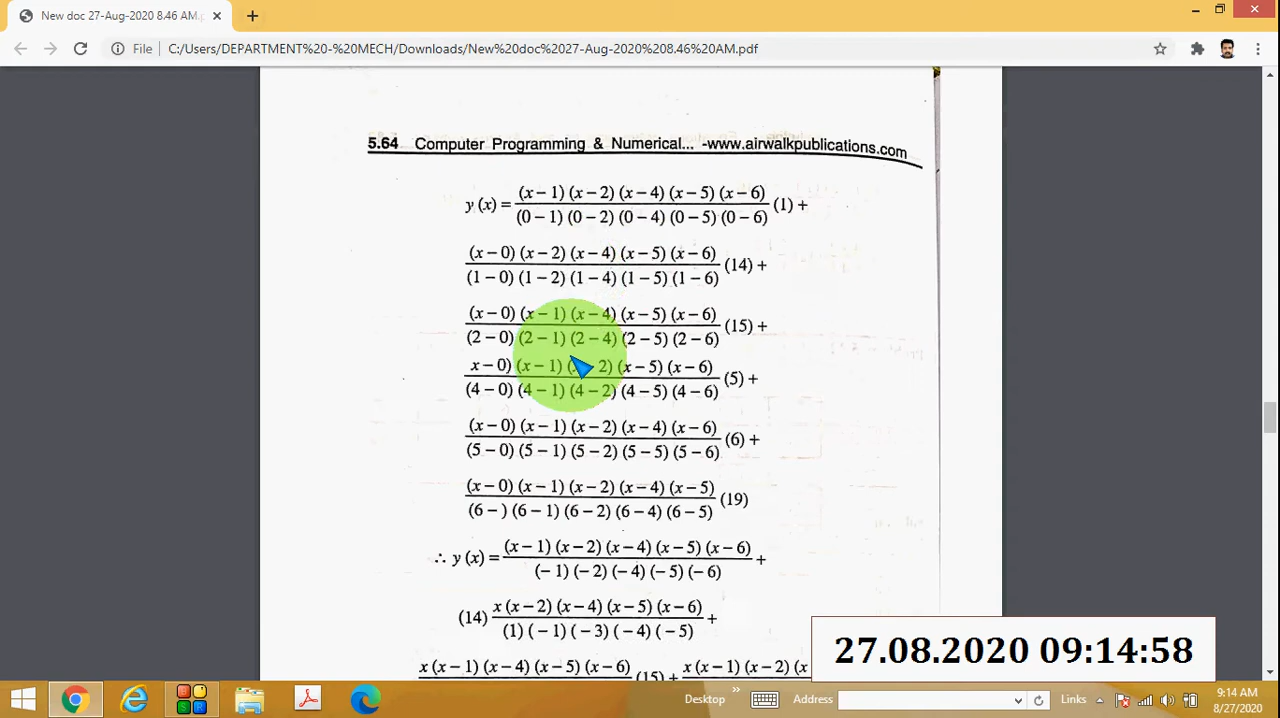 New doc 27-Aug-2020 8.46 AM.p
File C:/Users/DEPARTMENT%20-%20MECH/Downloads/New%20doc%2027-Aug-2020%208.46%20AM.pdf
5.64 Computer Programming & Numerical... -www.airwalkpublications.com
y (x) = (x − 1) (x − 2) (x − 4) (x − 5) (x − 6) / (0 − 1) (0 − 2) (0 − 4) (0 − 5) (0 − 6) (1) +
(x − 0) (x − 2) (x − 4) (x − 5) (x − 6) / (1 − 0) (1 − 2) (1 − 4) (1 − 5) (1 − 6) (14) +
(x − 0) (x − 1) (x − 4) (x − 5) (x − 6) / (2 − 0) (2 − 1) (2 − 4) (2 − 5) (2 − 6) (15) +
x − 0) (x − 1) (x − 2) (x − 5) (x − 6) / (4 − 0) (4 − 1) (4 − 2) (4 − 5) (4 − 6) (5) +
(x − 0) (x − 1) (x − 2) (x − 4) (x − 6) / (5 − 0) (5 − 1) (5 − 2) (5 − 5) (5 − 6) (6) +
(x − 0) (x − 1) (x − 2) (x − 4) (x − 5) / (6 − ) (6 − 1) (6 − 2) (6 − 4) (6 − 5) (19)
∴ y (x) = (x − 1) (x − 2) (x − 4) (x − 5) (x − 6) / (− 1) (− 2) (− 4) (− 5) (− 6) +
(14) x (x − 2) (x − 4) (x − 5) (x − 6) / (1) (− 1) (− 3) (− 4) (− 5) +
x (x − 1) (x − 4) (x − 5) (x − 6) (15) + x (x − 1) (x − 2) (x
27.08.2020 09:14:58
Desktop » Address Links 9:14 AM
8/27/2020